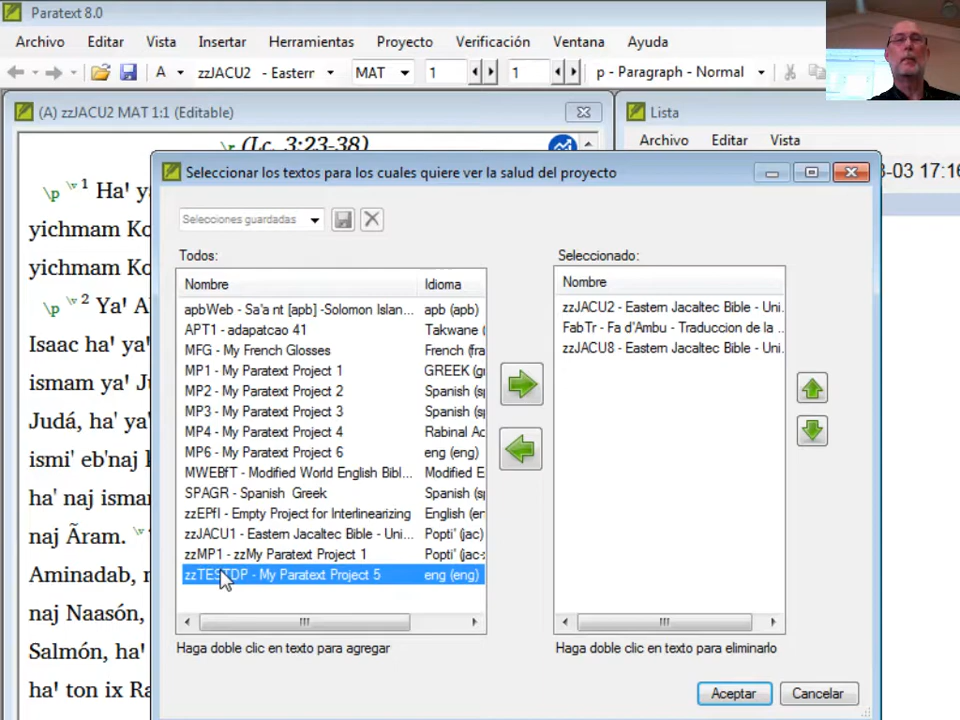 Paratext 8.0
Archivo Editar Vista Insertar Herramientas Proyecto Verificación Ventana Ayuda
A zzJACU2 - Eastern MAT 1 1 p - Paragraph - Normal
(A) zzJACU2 MAT 1:1 (Editable)
Lista
Archivo Editar Vista
\r (Lc. 3:23-38)
-03 17:16
\p \v 1 Ha' ya
yichmam Ko
yichmam Ko
\p \v 2 Ya' A
Isaac ha' ya'
ismam ya' Ju
Judá, ha' ya'
ismi' eb'naj
ha' naj isman
naj Ãram. \v
Aminadab, n
naj Naasón,
Salmón, ha'
ha' ton ix Ra
Seleccionar los textos para los cuales quiere ver la salud del proyecto
Selecciones guardadas
Todos:
Nombre Idioma
apbWeb - Sa'a nt [apb] -Solomon Islan... apb (apb)
APT1 - adapatcao 41 Takwane (
MFG - My French Glosses French (fra
MP1 - My Paratext Project 1 GREEK (g
MP2 - My Paratext Project 2 Spanish (s
MP3 - My Paratext Project 3 Spanish (s
MP4 - My Paratext Project 4 Rabinal Ac
MP6 - My Paratext Project 6 eng (eng)
MWEBfT - Modified World English Bibl... Modified E
SPAGR - Spanish Greek Spanish (s
zzEPfI - Empty Project for Interlinearizing English (en
zzJACU1 - Eastern Jacaltec Bible - Uni... Popti' (jac)
zzMP1 - zzMy Paratext Project 1 Popti' (jac-
zzTESTDP - My Paratext Project 5 eng (eng)
Haga doble clic en texto para agregar
Seleccionado:
Nombre
zzJACU2 - Eastern Jacaltec Bible - Uni.
FabTr - Fa d'Ambu - Traduccion de la ..
zzJACU8 - Eastern Jacaltec Bible - Uni.
Haga doble clic en texto para eliminarlo
Aceptar Cancelar